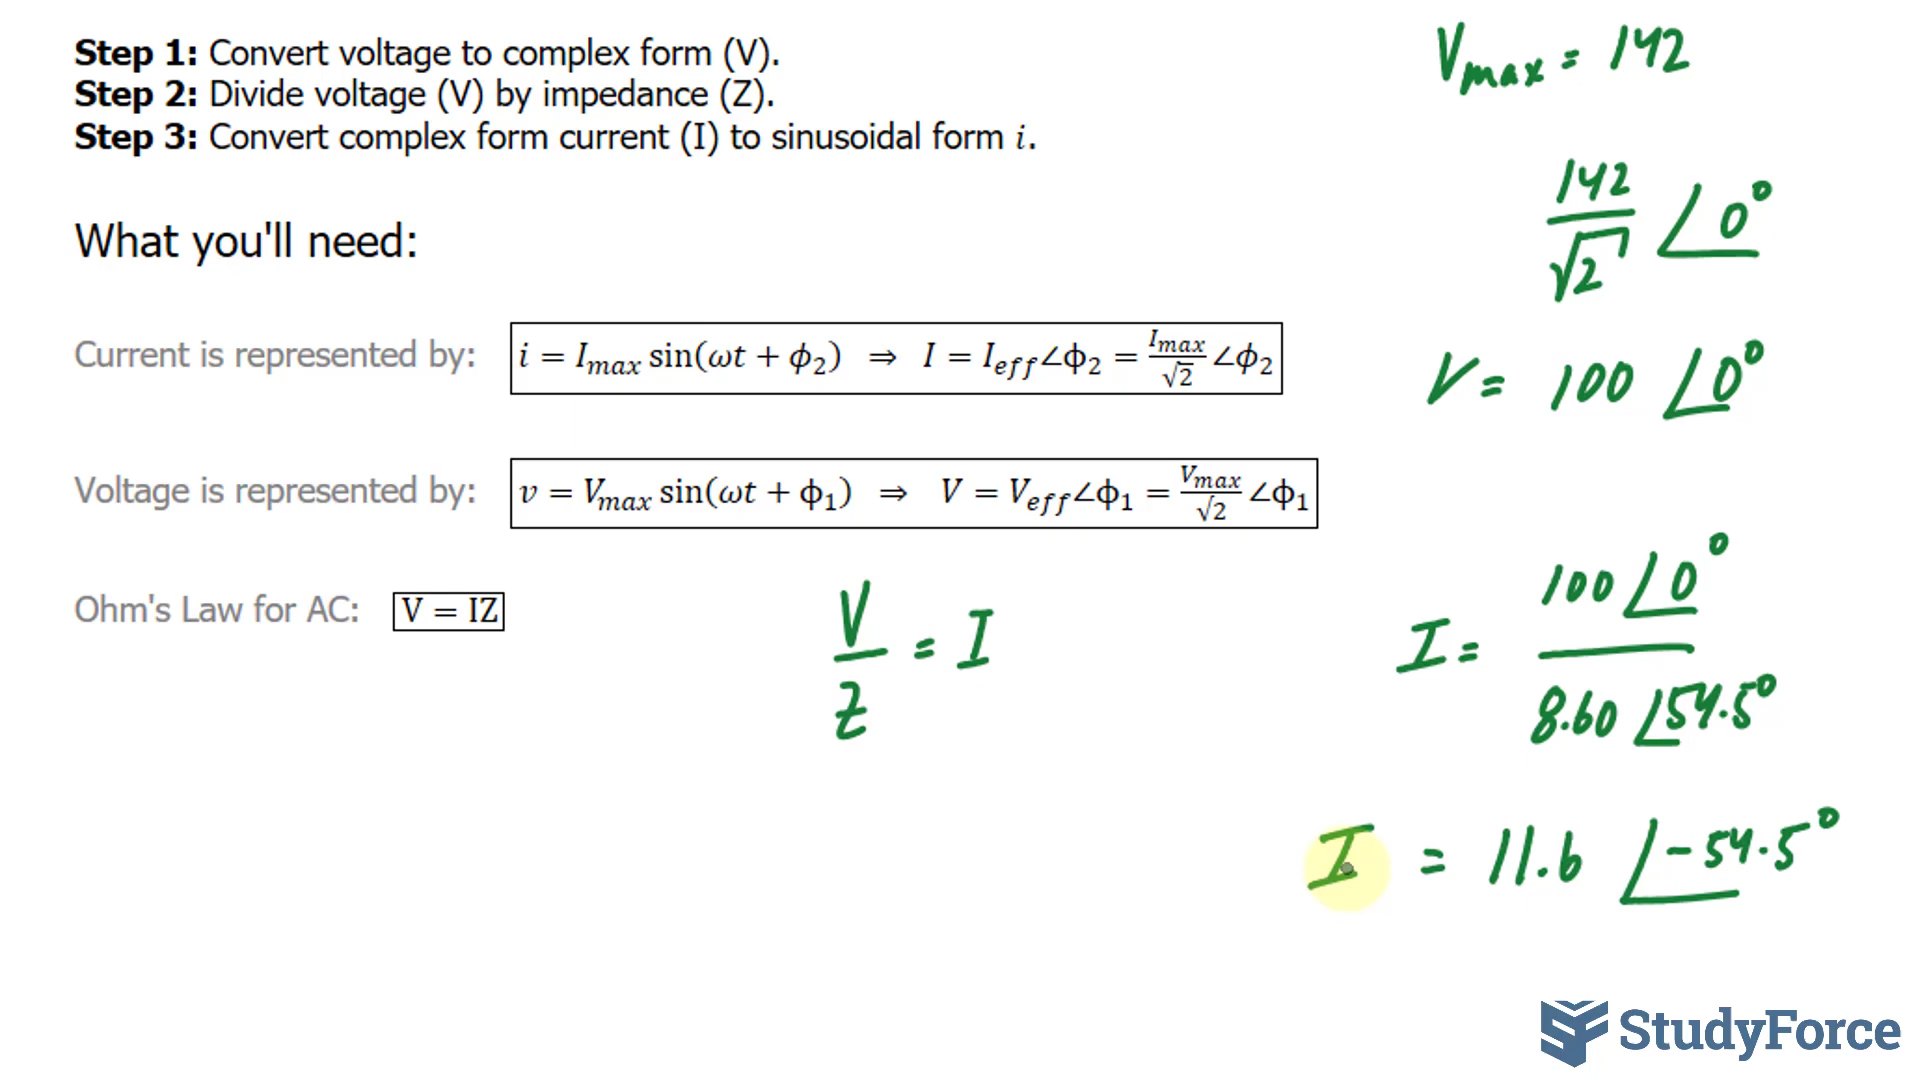 Step 1: Convert voltage to complex form (V).
Step 2: Divide voltage (V) by impedance (Z).
Step 3: Convert complex form current (I) to sinusoidal form i.
What you'll need:
Current is represented by: i = I_max sin(ωt + ϕ₂) ⇒ I = I_eff∠ϕ₂ = I_max/√2 ∠ϕ₂
Voltage is represented by: v = V_max sin(ωt + ϕ₁) ⇒ V = V_eff∠ϕ₁ = V_max/√2 ∠ϕ₁
Ohm's Law for AC: V = IZ
V/Z = I
V_max = 142
142/√2 ∠0°
V = 100 ∠0°
I = 100 ∠0° / 8.60 ∠54.5°
I = 11.6 ∠-54.5°
StudyForce